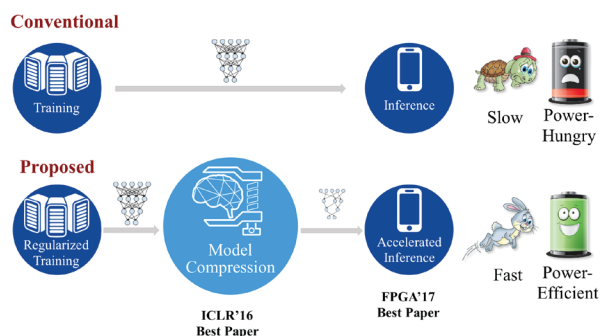 Conventional
Training
Inference
Slow
Power-
Hungry
Proposed
Regularized
Training
Model
Compression
Accelerated
Inference
Fast
Power-
Efficient
ICLR'16
Best Paper
FPGA'17
Best Paper